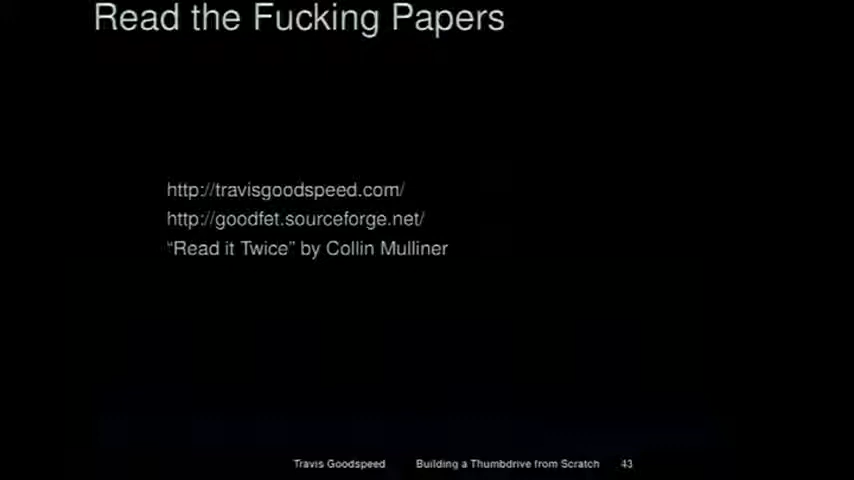 Read the Fucking Papers
http://travisgoodspeed.com/
http://goodfet.sourceforge.net/
“Read it Twice” by Collin Mulliner
Travis Goodspeed Building a Thumbdrive from Scratch 43